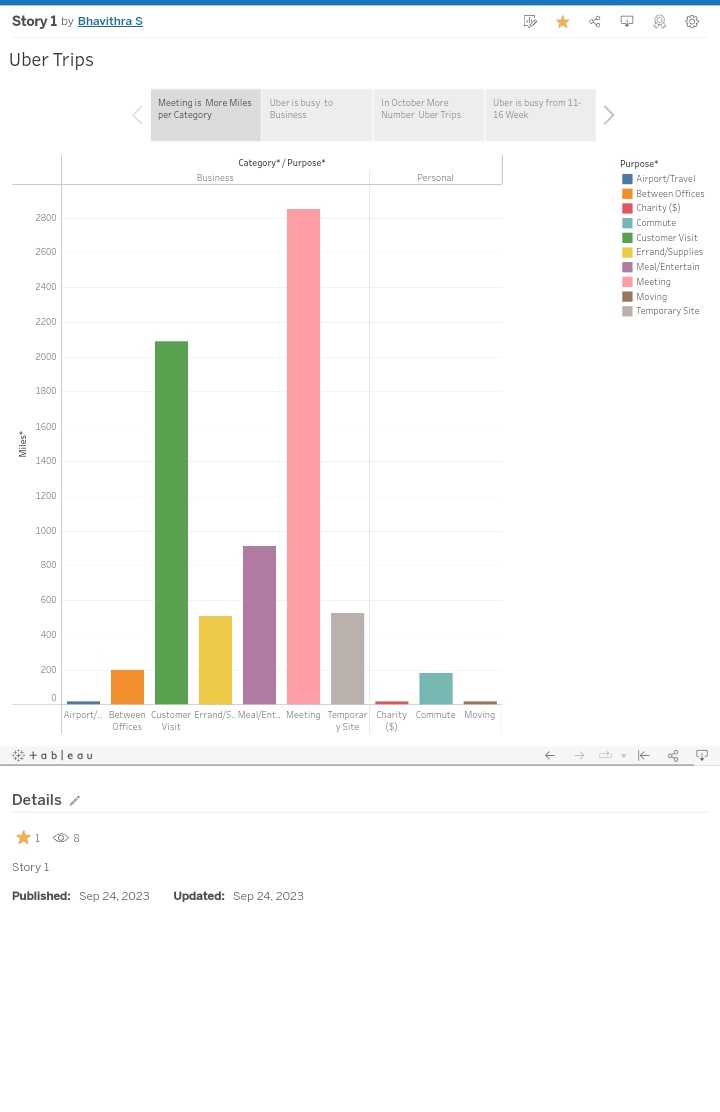 Story 1 by Bhavithra S
Uber Trips
Meeting is More Miles
per Category
Uber is busy to
Business
In October More
Number Uber Trips
Uber is busy from 11-
16 Week
Category* / Purpose*
Business
Personal
Miles*
2800
2600
2400
2200
2000
1800
1600
1400
1200
1000
800
600
400
200
0
Airport/..
Between
Offices
Customer
Visit
Errand/S..
Meal/Ent..
Meeting
Temporar
y Site
Charity
($)
Commute
Moving
Purpose*
Airport/Travel
Between Offices
Charity ($)
Commute
Customer Visit
Errand/Supplies
Meal/Entertain
Meeting
Moving
Temporary Site
+ableau
Details
1
8
Story 1
Published: Sep 24, 2023 Updated: Sep 24, 2023